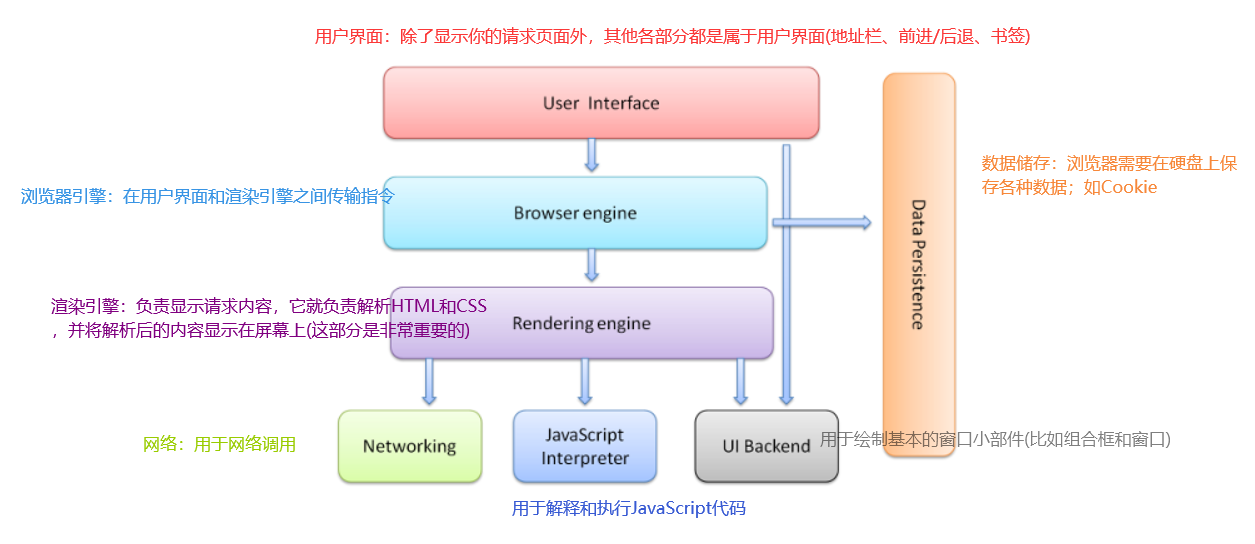 用户界面：除了显示你的请求页面外，其他各部分都是属于用户界面(地址栏、前进/后退、书签)
User Interface
数据储存：浏览器需要在硬盘上保
存各种数据；如Cookie
浏览器引擎：在用户界面和渲染引擎之间传输指令
Browser engine
Data Persistence
渲染引擎：负责显示请求内容，它就负责解析HTML和CSS
，并将解析后的内容显示在屏幕上(这部分是非常重要的)
Rendering engine
网络：用于网络调用
Networking
JavaScript
Interpreter
UI Backend
用于绘制基本的窗口小部件(比如组合框和窗口)
用于解释和执行JavaScript代码